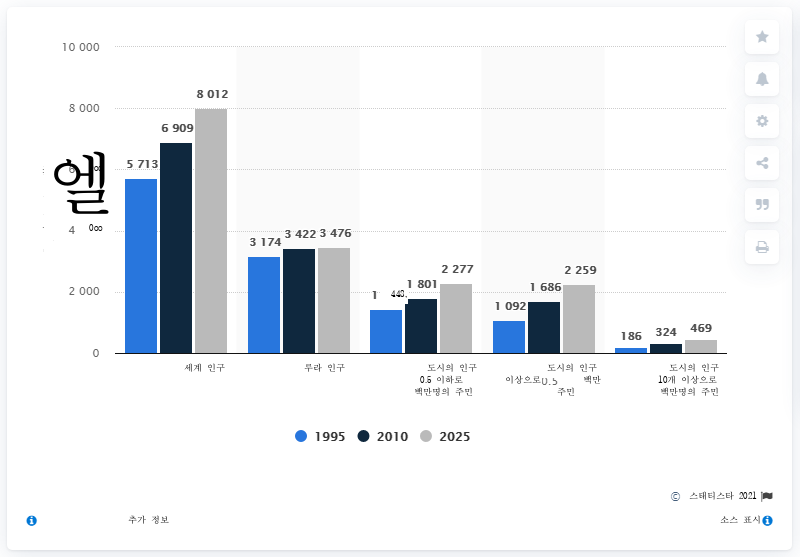 10 000
8 012
8 000
6 909
5 713
엘
4
3 174 3 422 3 476
2 277
2 259
1 801
1 686
2 000
1 448.
1 092
186 324 469
0
세계 인구
루라 인구
도시의 인구
0.5 이하로
백만명의 주민
도시의 인구
이상으로0.5 백만
주민
도시의 인구
10개 이상으로
백만명의 주민
1995 2010 2025
© 스태티스타 2021
추가 정보
소스 표시